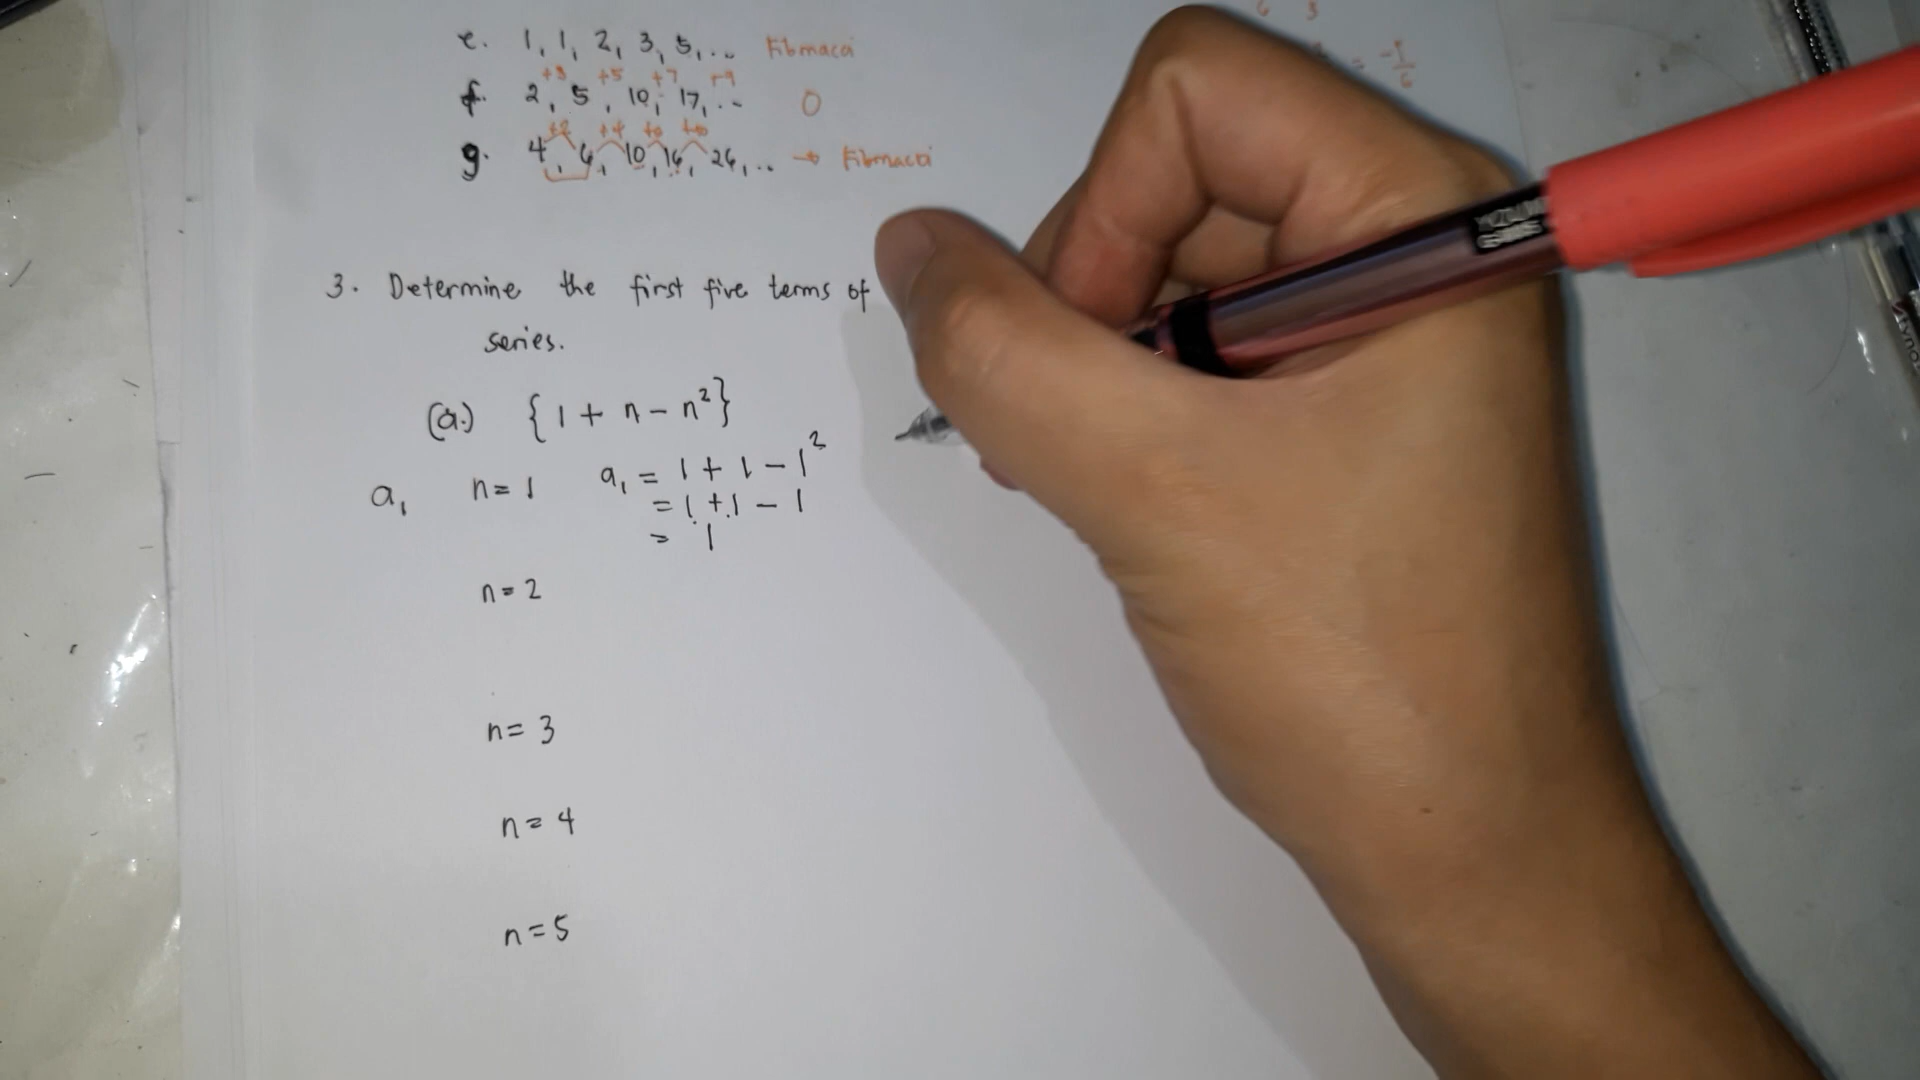 e. 1, 1, 2, 3, 5, ... Fibonacci
+3 +5 +7 +9
f. 2, 5, 10, 17, ... O
+2 +4 +6 +10
g. 4, 6, 10, 16, 26, ... → Fibonacci
= -5/6
3. Determine the first five terms of
series.
(a.) {1 + n - n²}
a₁ n = 1 a₁ = 1 + 1 - 1²
= 1 + 1 - 1
= 1
n = 2
n = 3
n = 4
n = 5